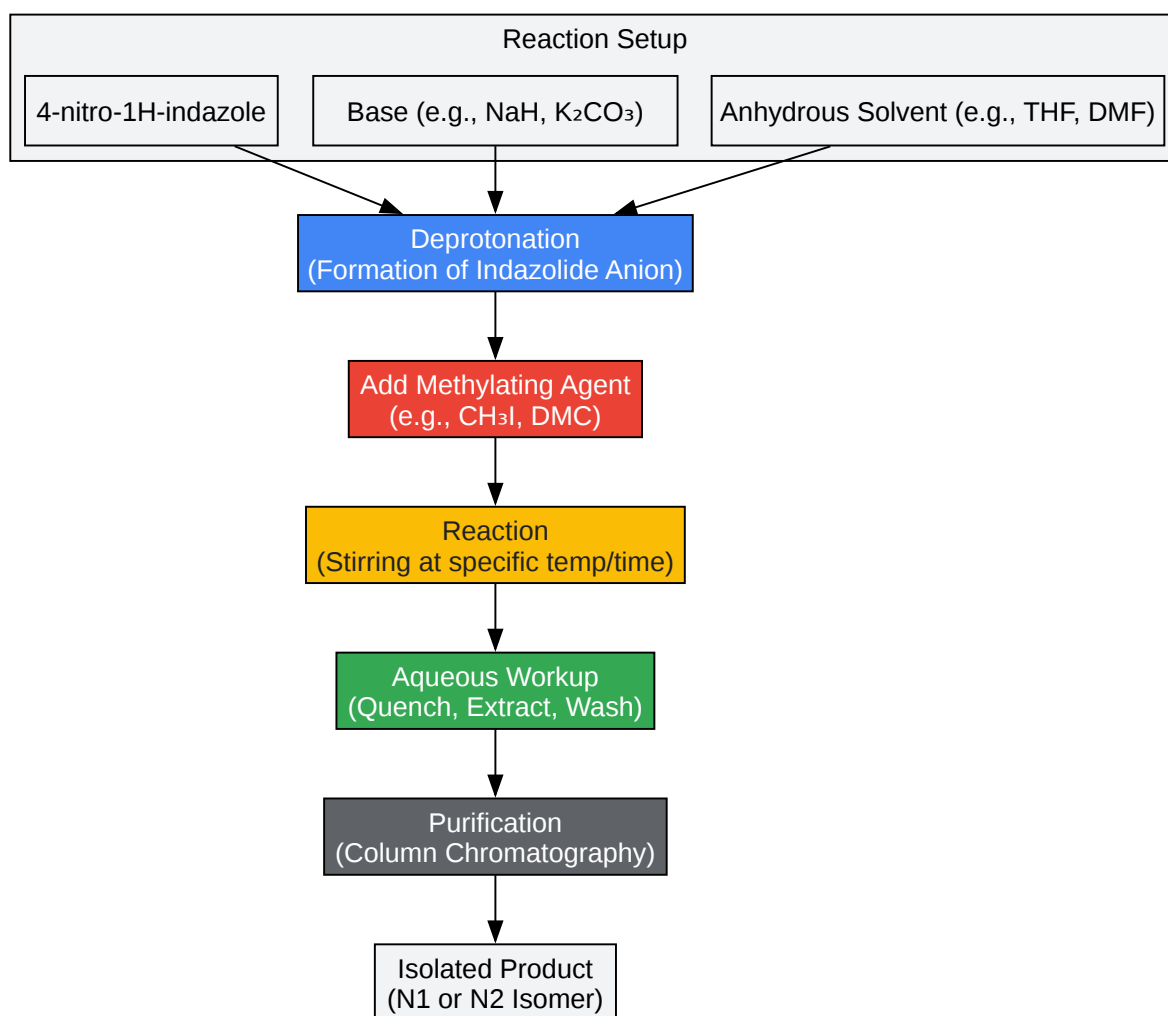 Reaction Setup
4-nitro-1H-indazole
Base (e.g., NaH, K₂CO₃)
Anhydrous Solvent (e.g., THF, DMF)
Deprotonation
(Formation of Indazolide Anion)
Add Methylating Agent
(e.g., CH₃I, DMC)
Reaction
(Stirring at specific temp/time)
Aqueous Workup
(Quench, Extract, Wash)
Purification
(Column Chromatography)
Isolated Product
(N1 or N2 Isomer)